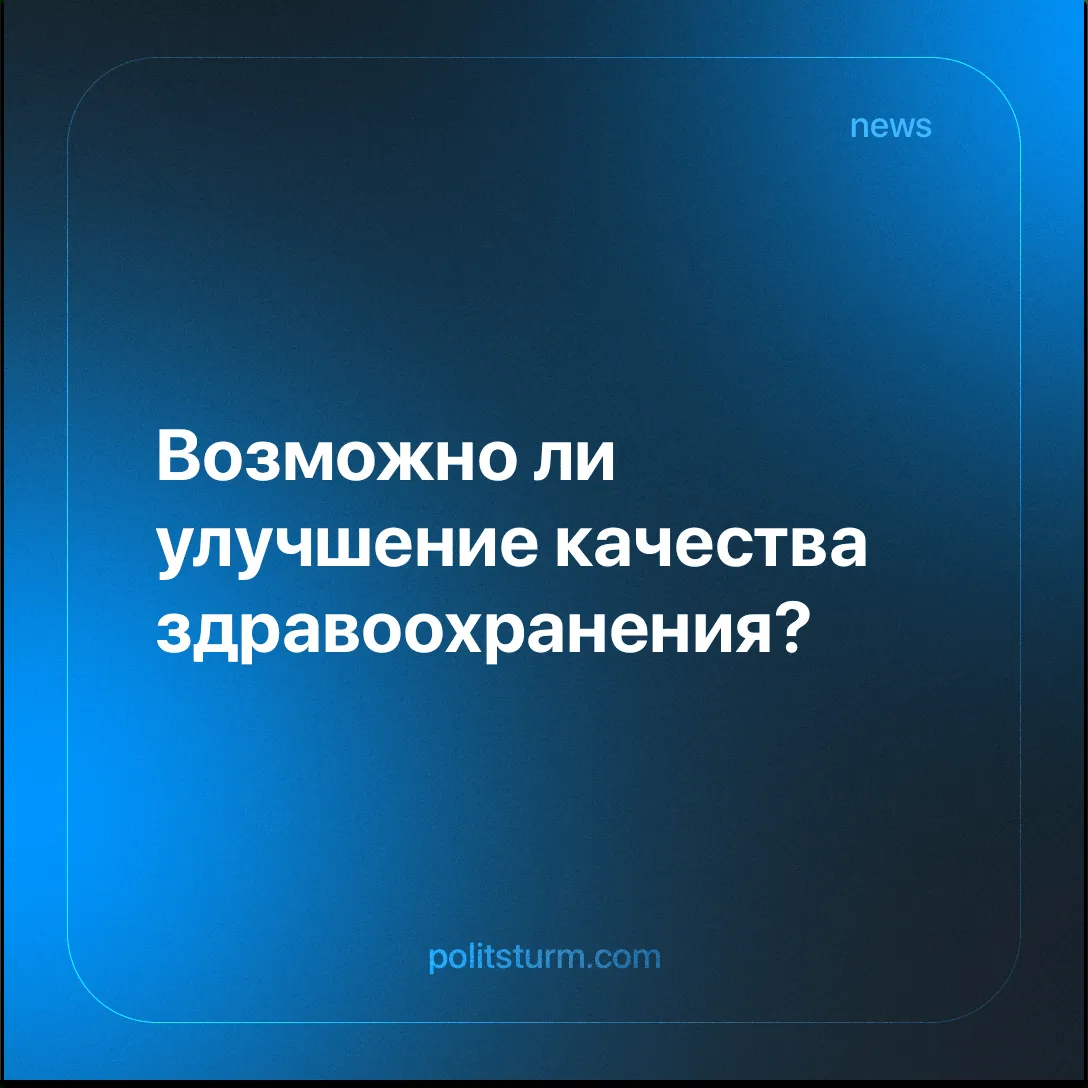 news
Возможно ли
улучшение качества
здравоохранения?
politsturm.com